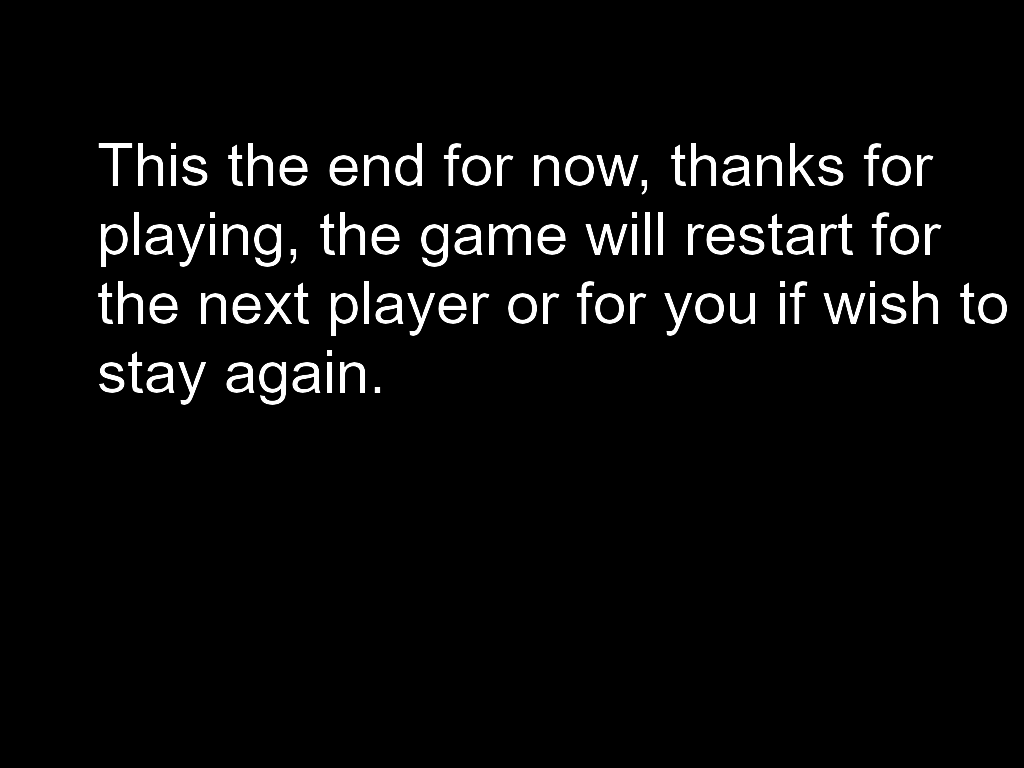 This the end for now, thanks for
playing, the game will restart for
the next player or for you if wish to
stay again.